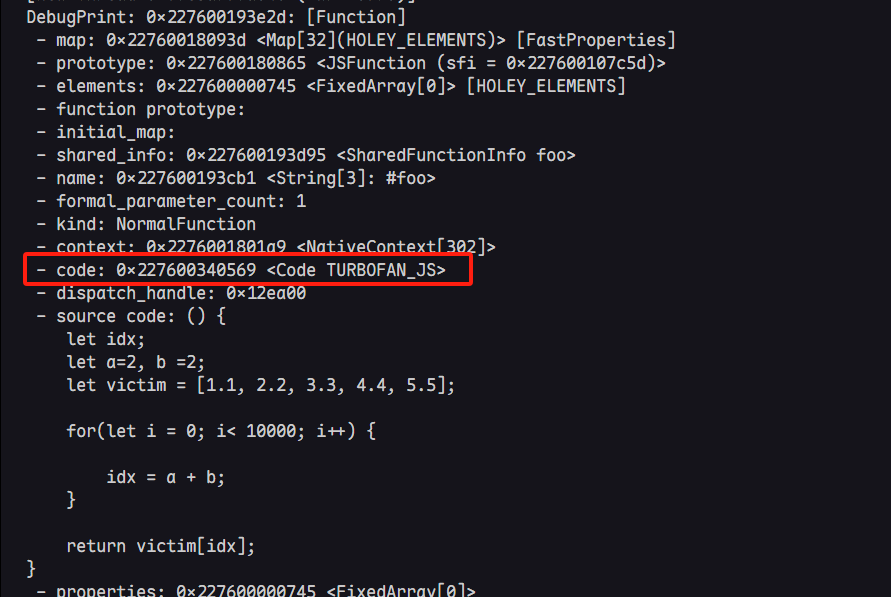 DebugPrint: 0x227600193e2d: [Function]
- map: 0x22760018093d <Map[32](HOLEY_ELEMENTS)> [FastProperties]
- prototype: 0x227600180865 <JSFunction (sfi = 0x227600107c5d)>
- elements: 0x227600000745 <FixedArray[0]> [HOLEY_ELEMENTS]
- function prototype:
- initial_map:
- shared_info: 0x227600193d95 <SharedFunctionInfo foo>
- name: 0x227600193cb1 <String[3]: #foo>
- formal_parameter_count: 1
- kind: NormalFunction
- context: 0x2276001801a9 <NativeContext[302]>
- code: 0x227600340569 <Code TURBOFAN_JS>
- dispatch_handle: 0x12ea00
- source code: () {
let idx;
let a=2, b =2;
let victim = [1.1, 2.2, 3.3, 4.4, 5.5];
for(let i = 0; i< 10000; i++) {
idx = a + b;
}
return victim[idx];
}
- properties: 0x227600000745 <FixedArray[0]>